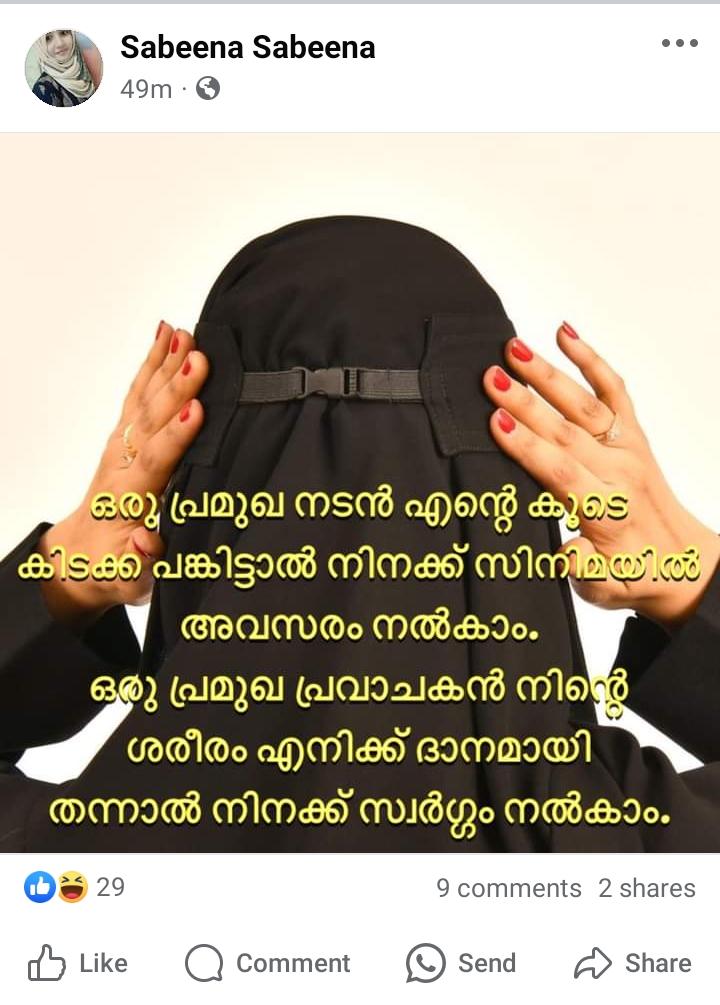 Sabeena Sabeena
49m ·
ഒരു പ്രമുഖ നടൻ എന്റെ കൂടെ
കിടക്ക പങ്കിട്ടാൽ നിനക്ക് സിനിമയിൽ
അവസരം നൽകാം.
ഒരു പ്രമുഖ പ്രവാചകൻ നിന്റെ
ശരീരം എനിക്ക് ദാനമായി
തന്നാൽ നിനക്ക് സ്വർഗ്ഗം നൽകാം.
29 9 comments 2 shares
Like Comment Send Share